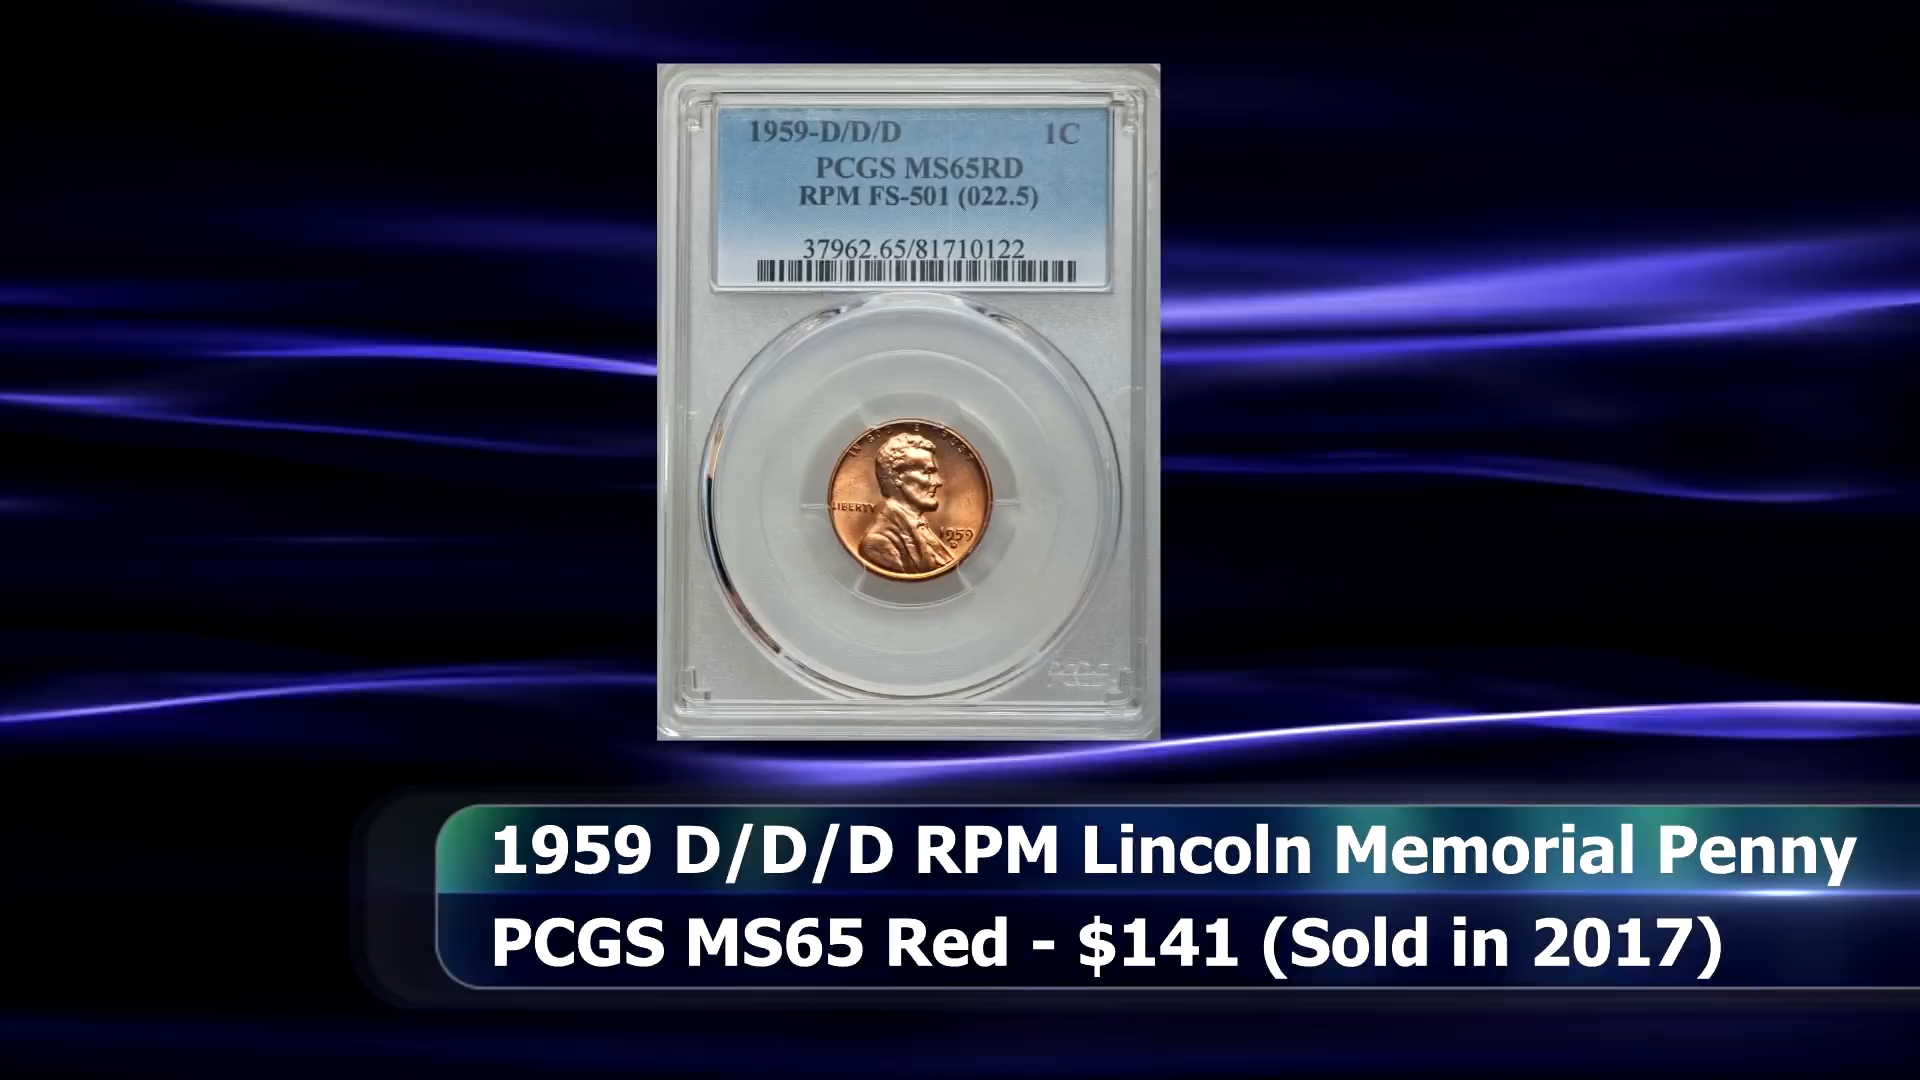 1959-D/D/D 1C
PCGS MS65RD
RPM FS-501 (022.5)
37962.65/81710122
LIBERTY
1959
D
1959 D/D/D RPM Lincoln Memorial Penny
PCGS MS65 Red - $141 (Sold in 2017)